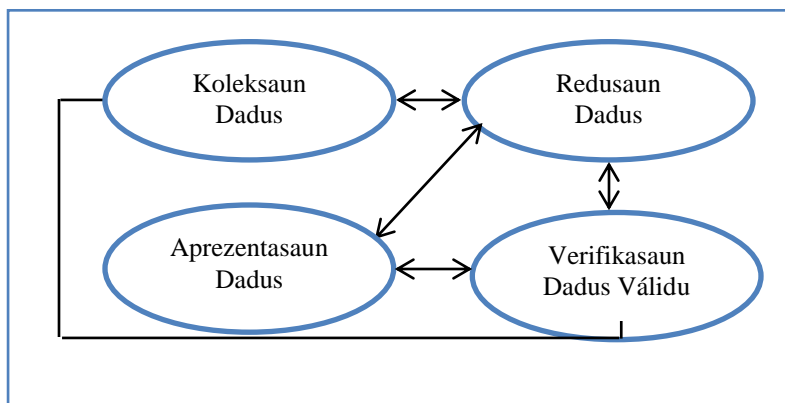 Koleksaun
Dadus
Redusaun
Dadus
Aprezentasaun
Dadus
Verifikasaun
Dadus Válidu